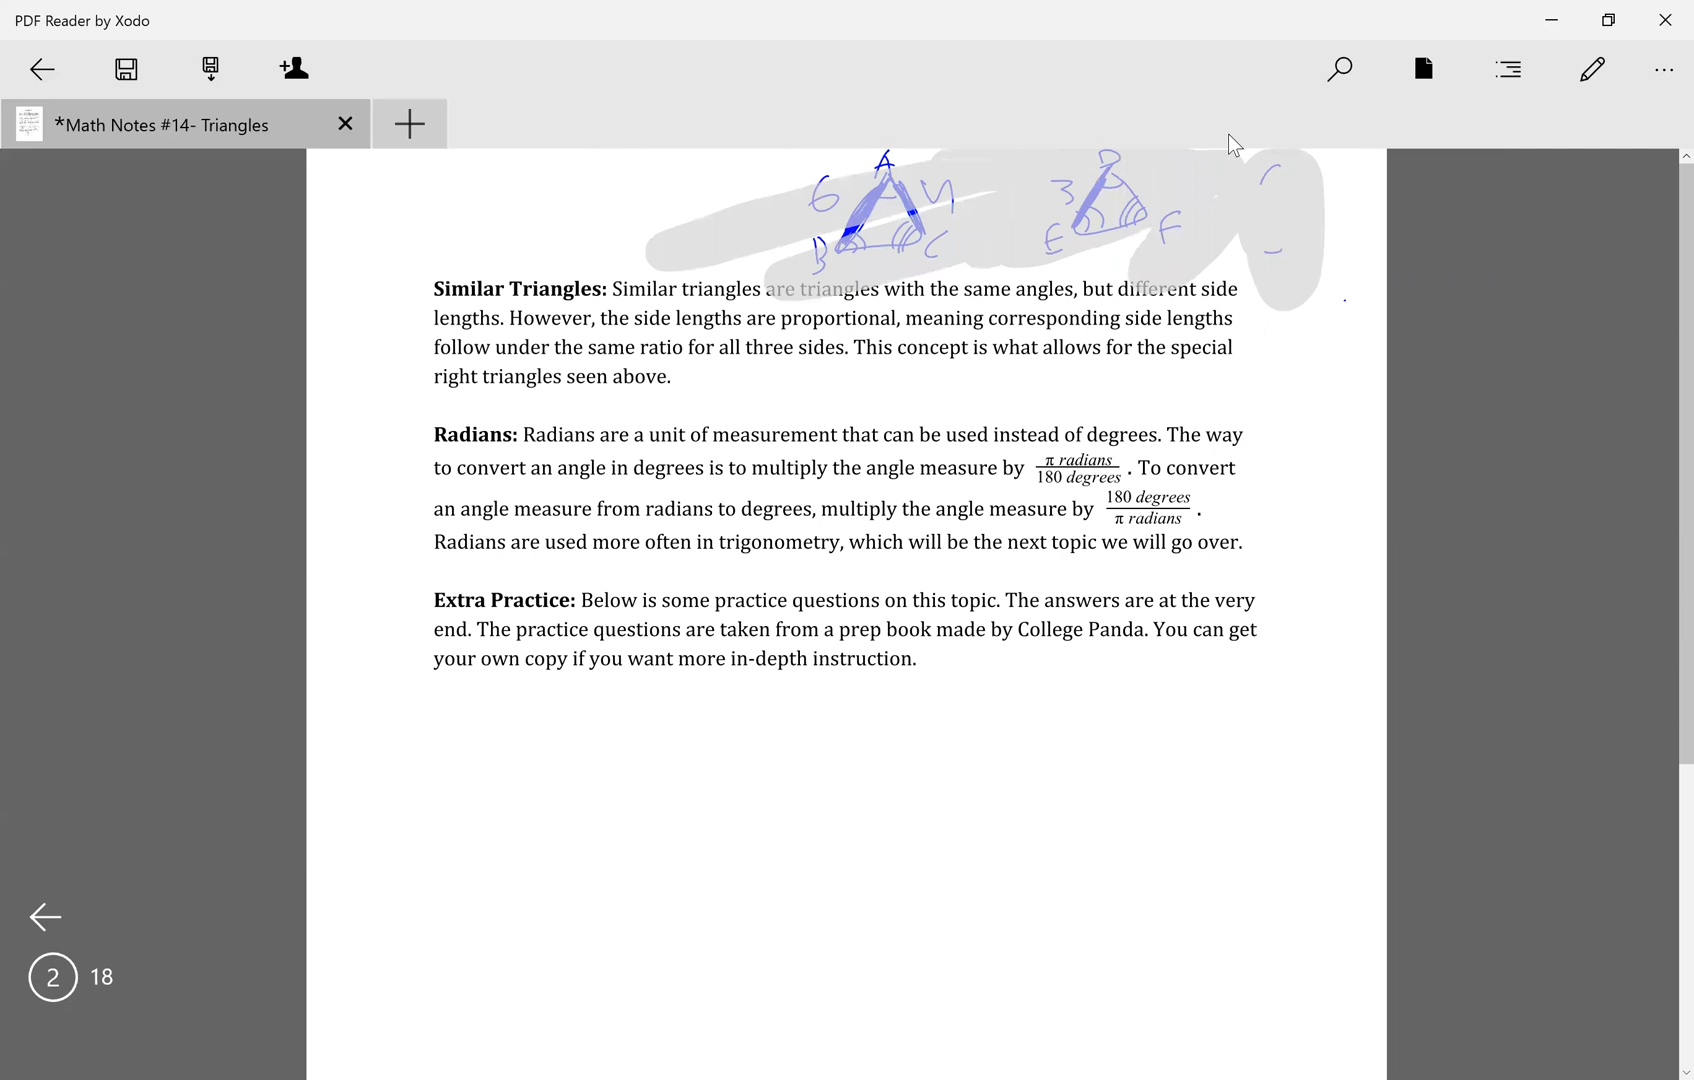 PDF Reader by Xodo
*Math Notes #14- Triangles
A D
6 3
B C E F
Similar Triangles: Similar triangles are triangles with the same angles, but different side
lengths. However, the side lengths are proportional, meaning corresponding side lengths
follow under the same ratio for all three sides. This concept is what allows for the special
right triangles seen above.
Radians: Radians are a unit of measurement that can be used instead of degrees. The way
to convert an angle in degrees is to multiply the angle measure by π radians / 180 degrees . To convert
an angle measure from radians to degrees, multiply the angle measure by 180 degrees / π radians .
Radians are used more often in trigonometry, which will be the next topic we will go over.
Extra Practice: Below is some practice questions on this topic. The answers are at the very
end. The practice questions are taken from a prep book made by College Panda. You can get
your own copy if you want more in-depth instruction.
2 18